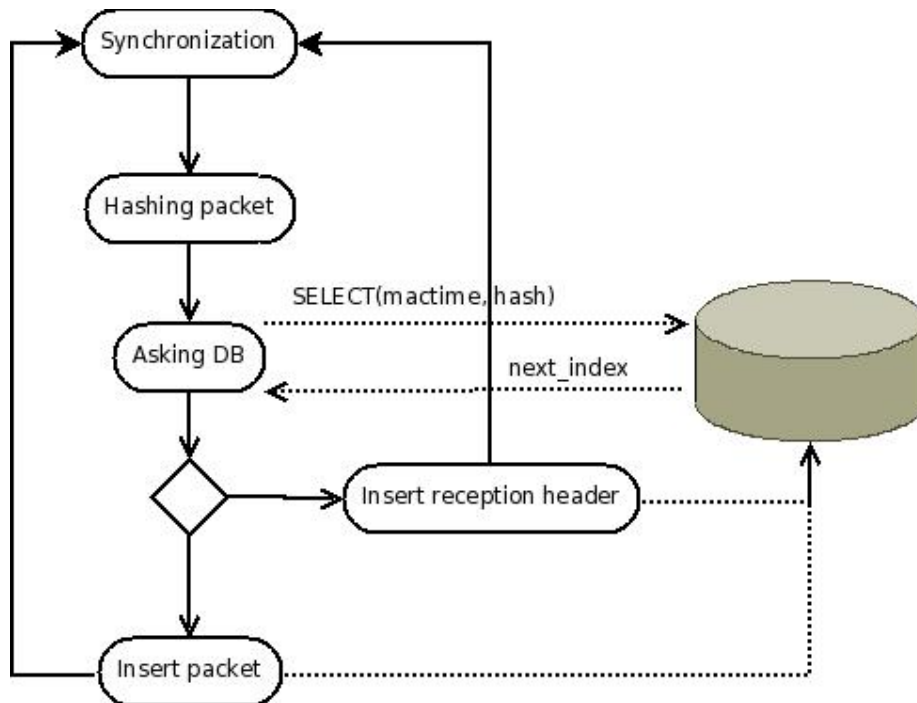 Synchronization
Hashing packet
SELECT(mactime, hash)
Asking DB
next_index
Insert reception header
Insert packet